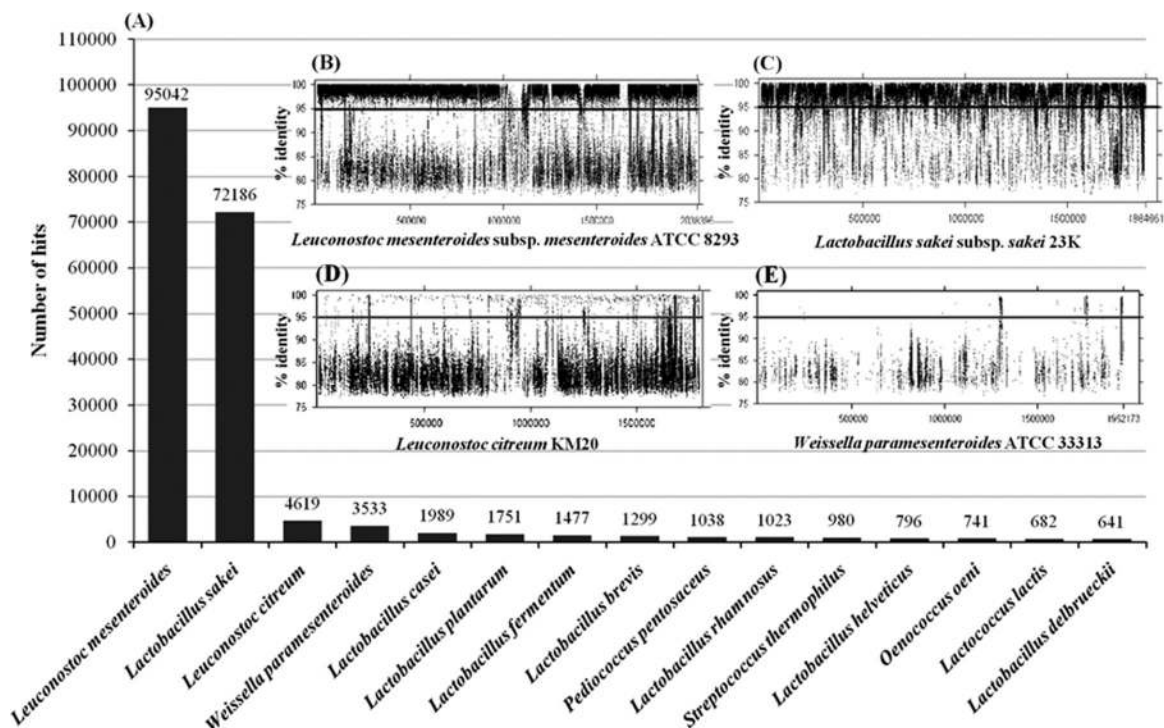 (A)
Number of hits
110000
100000
90000
80000
70000
60000
50000
40000
30000
20000
10000
0
95042
72186
4619
3533
1989
1751
1477
1299
1038
1023
980
796
741
682
641
Leuconostoc mesenteroides
Lactobacillus sakei
Leuconostoc citreum
Weissella paramesenteroides
Lactobacillus casei
Lactobacillus plantarum
Lactobacillus fermentum
Lactobacillus brevis
Pediococcus pentosaceus
Lactobacillus rhamnosus
Streptococcus thermophilus
Lactobacillus helveticus
Oenococcus oeni
Lactococcus lactis
Lactobacillus delbrueckii
(B)
% identity
100
95
90
85
80
75
500000 1000000 1500000
Leuconostoc mesenteroides subsp. mesenteroides ATCC 8293
(C)
% identity
100
95
90
85
80
75
500000 1000000 1500000
Lactobacillus sakei subsp. sakei 23K
(D)
% identity
100
95
90
85
80
75
500000 1000000 1500000
Leuconostoc citreum KM20
(E)
% identity
100
95
90
85
80
75
500000 1000000 1500000
Weissella paramesenteroides ATCC 33313